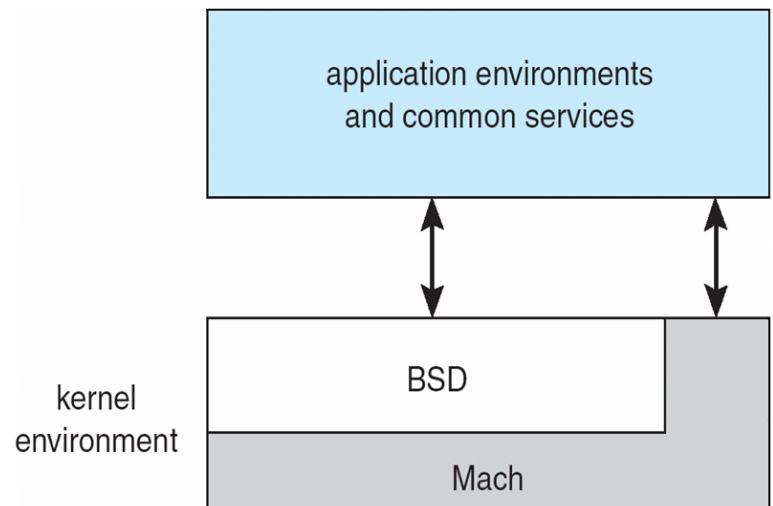 application environments
and common services
BSD
kernel
environment
Mach